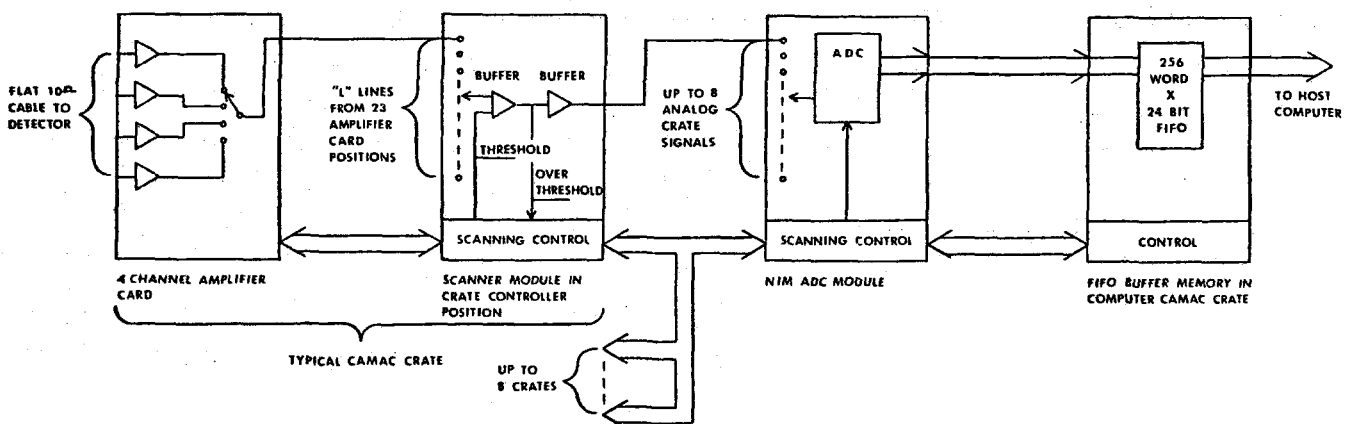 FLAT 10Ω
CABLE TO
DETECTOR
4 CHANNEL AMPLIFIER
CARD
"L" LINES
FROM 23
AMPLIFIER
CARD
POSITIONS
BUFFER BUFFER
THRESHOLD
OVER
THRESHOLD
SCANNING CONTROL
SCANNER MODULE IN
CRATE CONTROLLER
POSITION
TYPICAL CAMAC CRATE
UP TO
8 CRATES
UP TO 8
ANALOG
CRATE
SIGNALS
ADC
SCANNING CONTROL
NIM ADC MODULE
256
WORD
X
24 BIT
FIFO
CONTROL
FIFO BUFFER MEMORY IN
COMPUTER CAMAC CRATE
TO HOST
COMPUTER